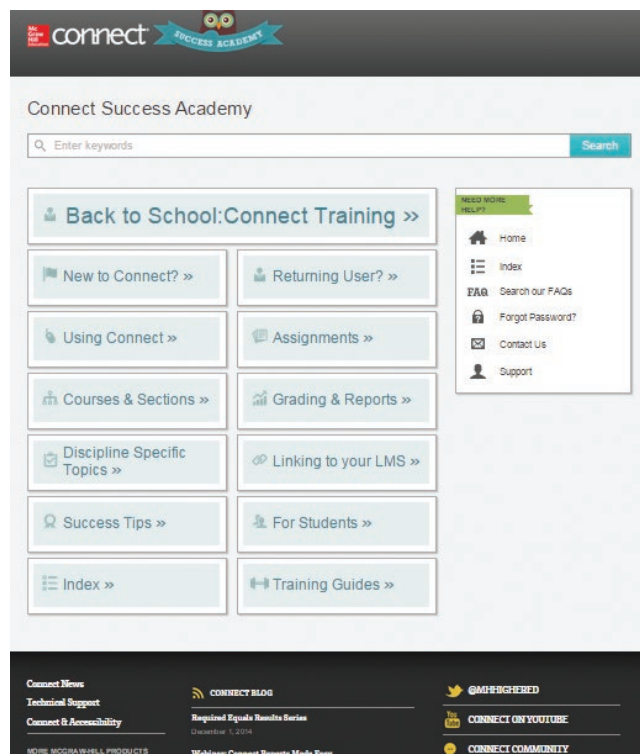 Mc Graw Hill Education connect SUCCESS ACADEMY
Connect Success Academy
Enter keywords Search
Back to School:Connect Training »
New to Connect? »
Returning User? »
Using Connect »
Assignments »
Courses & Sections »
Grading & Reports »
Discipline Specific
Topics »
Linking to your LMS »
Success Tips »
For Students »
Index »
Training Guides »
NEED MORE
HELP?
Home
Index
FAQ Search our FAQs
Forgot Password?
Contact Us
Support
Connect News
Technical Support
Connect & Accessibility
MORE MCGRAW-HILL PRODUCTS
CONNECT BLOG
Required Equals Results Series
December 1, 2014
Webinar: Connect Reports Made Easy
@MHHIGHERED
You Tube CONNECT ON YOUTUBE
CONNECT COMMUNITY